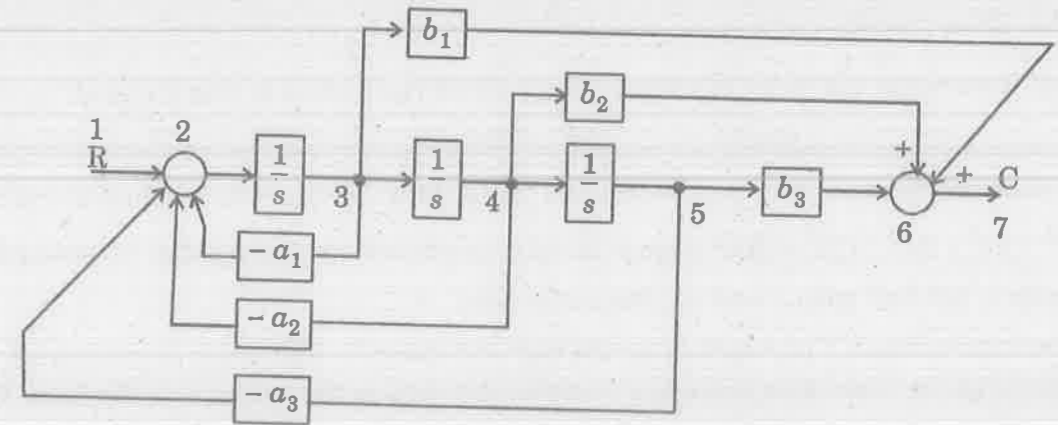 b₁
b₂
1 2
R
1/s 3 1/s 4 1/s 5 b₃ + + C
6 7
−a₁
−a₂
−a₃